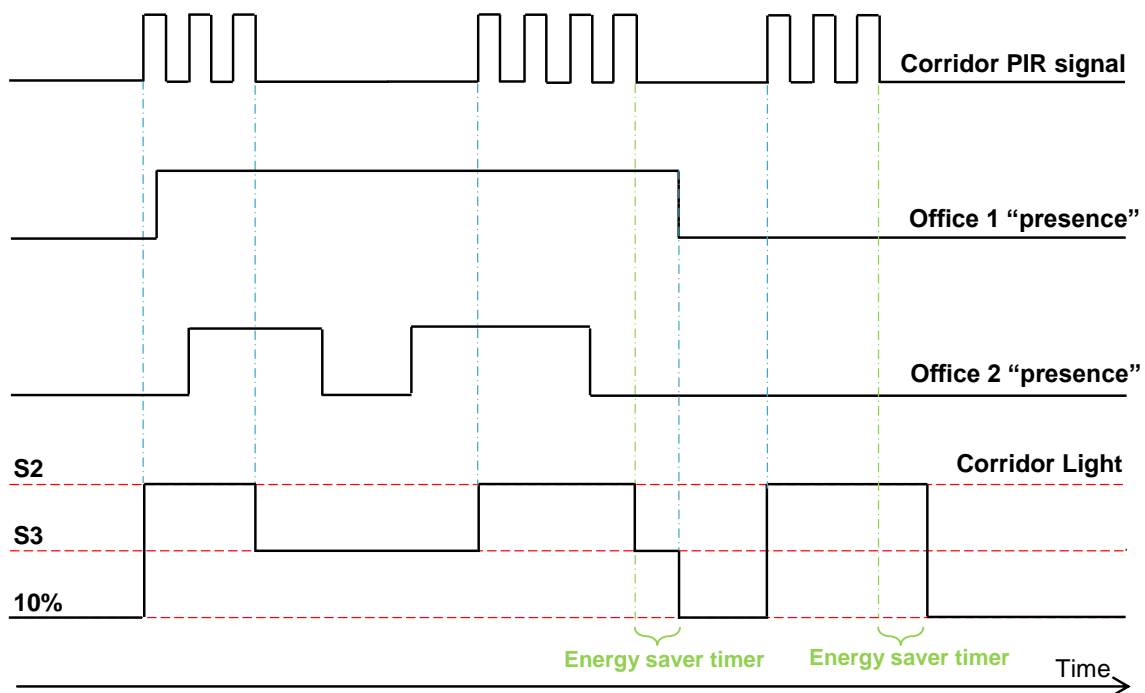 Corridor PIR signal
Office 1 “presence”
Office 2 “presence”
S2
Corridor Light
S3
10%
Energy saver timer
Energy saver timer
Time